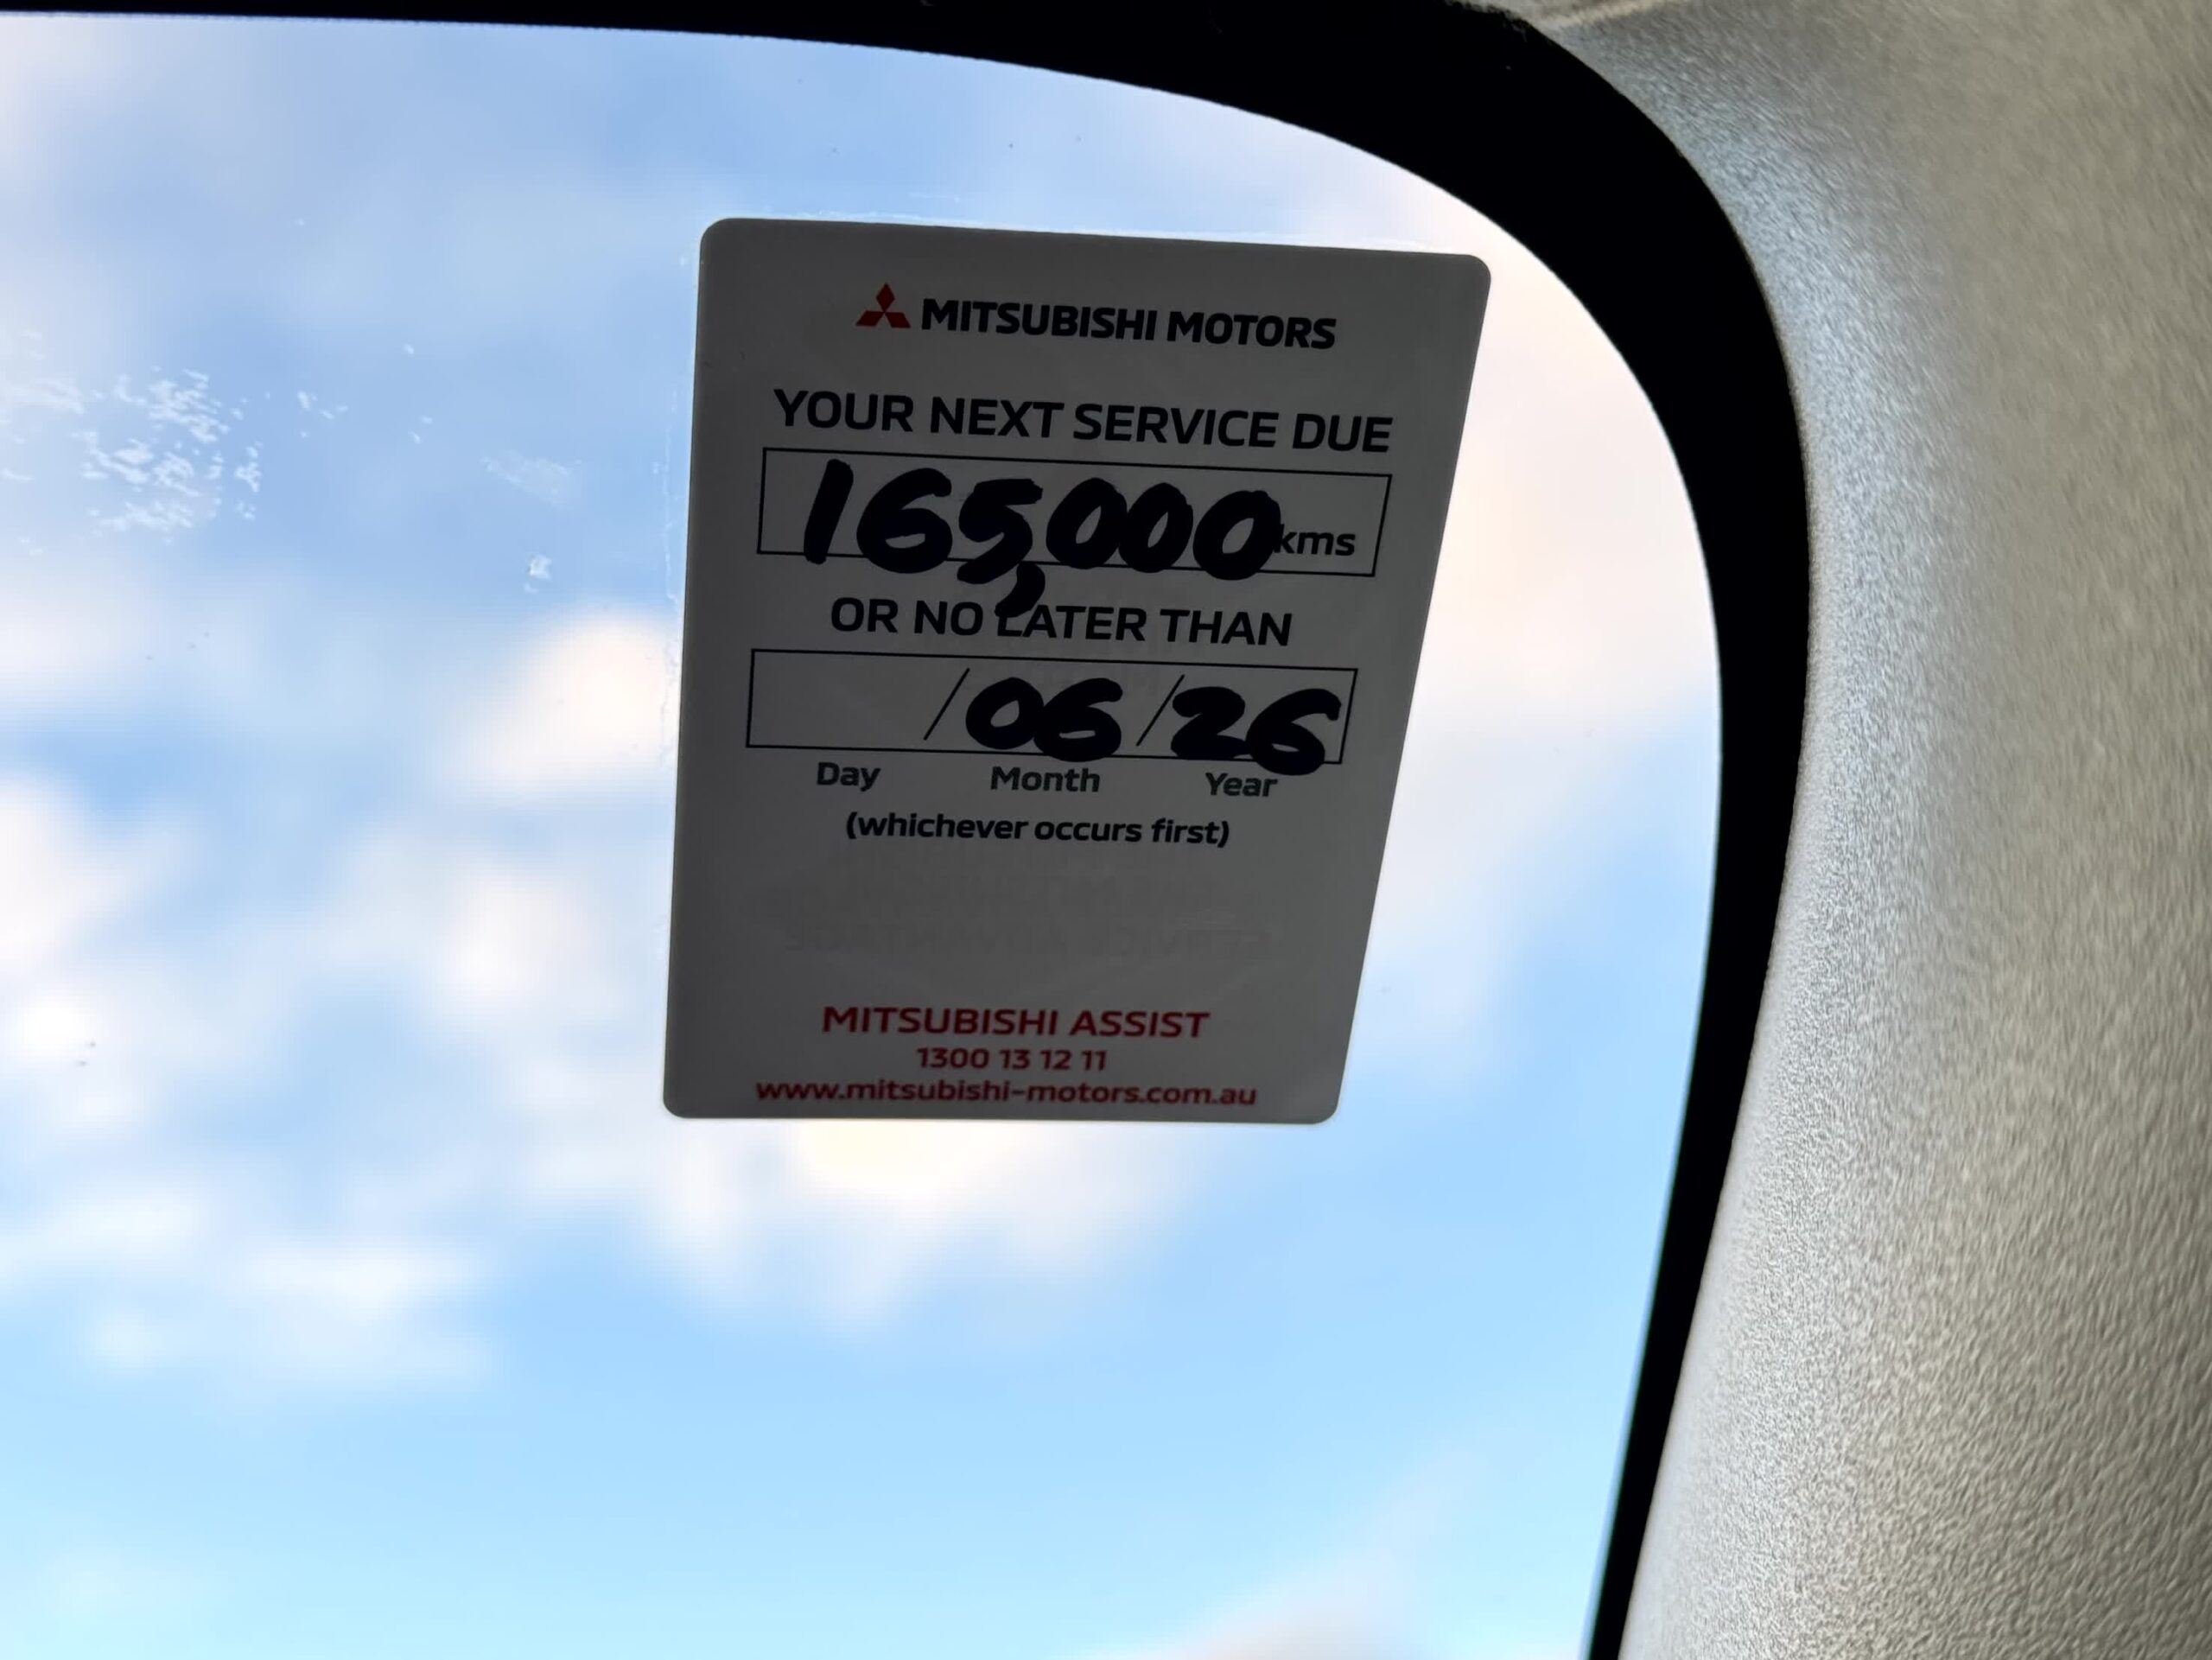 MITSUBISHI MOTORS
YOUR NEXT SERVICE DUE
165,000 kms
OR NO LATER THAN
/06/26
Day Month Year
(whichever occurs first)
MITSUBISHI ASSIST
1300 13 12 11
www.mitsubishi-motors.com.au